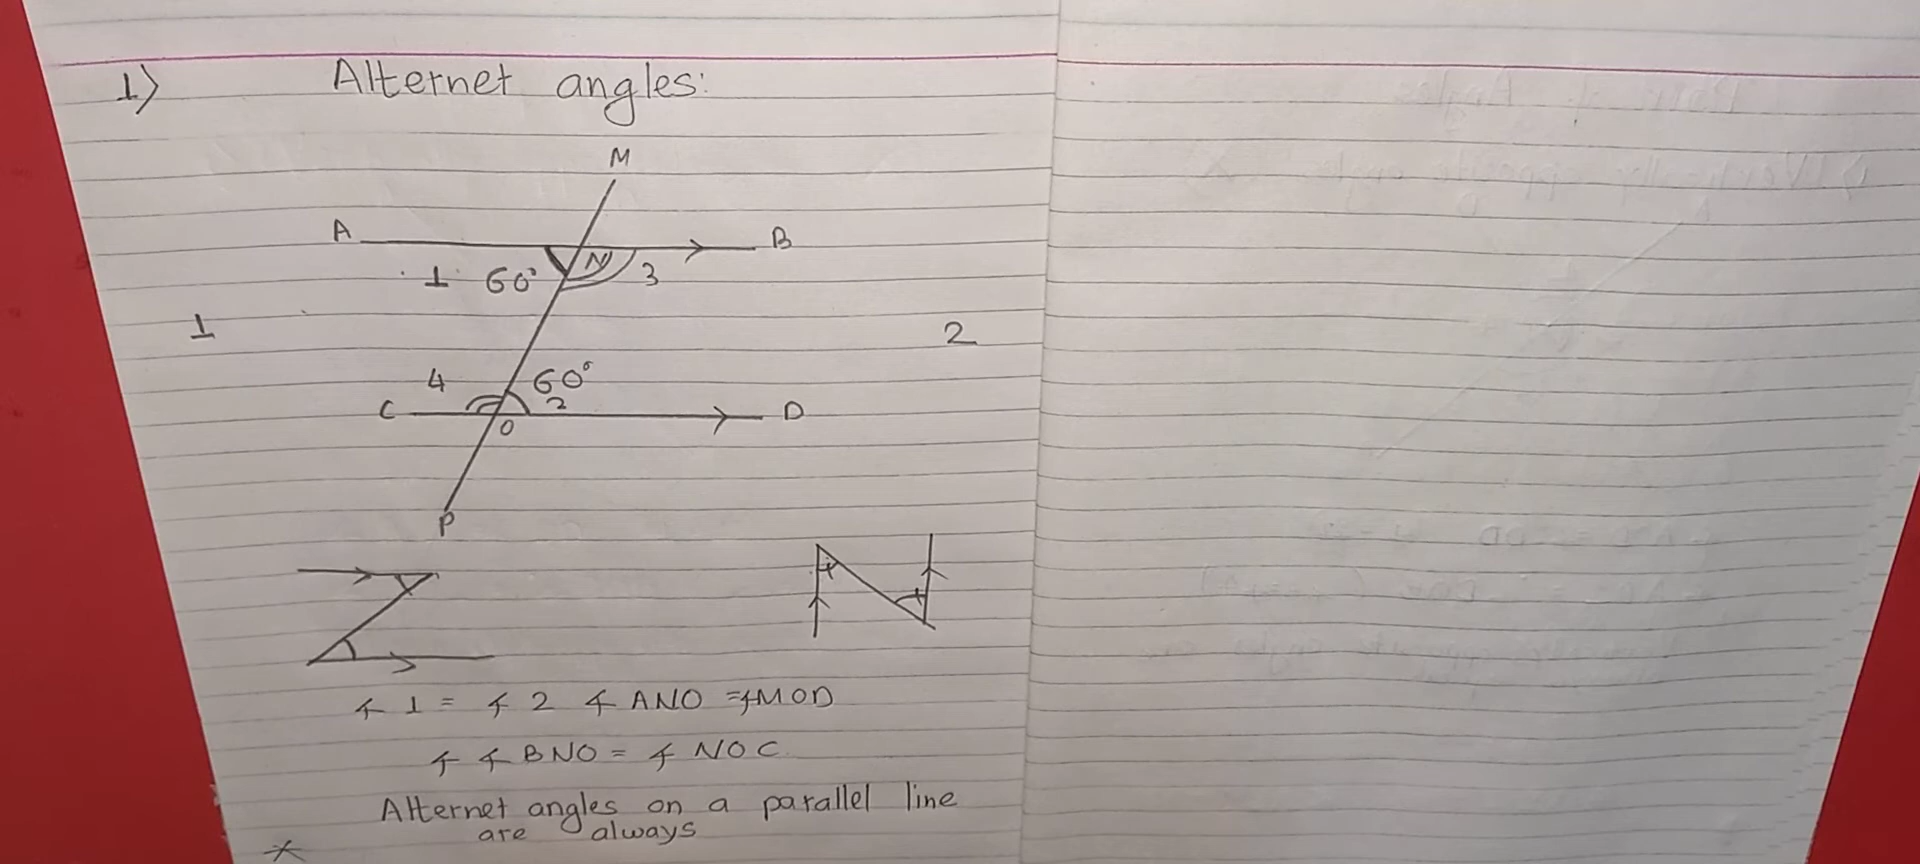 1) Alternet angles:
M
A B
1 60° N 3
1 2
4 60°
C 2 D
O
P
∡ 1 = ∡ 2 ∡ ANO = ∡MOD
∡ ∡ BNO = ∡ NOC
Alternet angles on a parallel line
are always
*